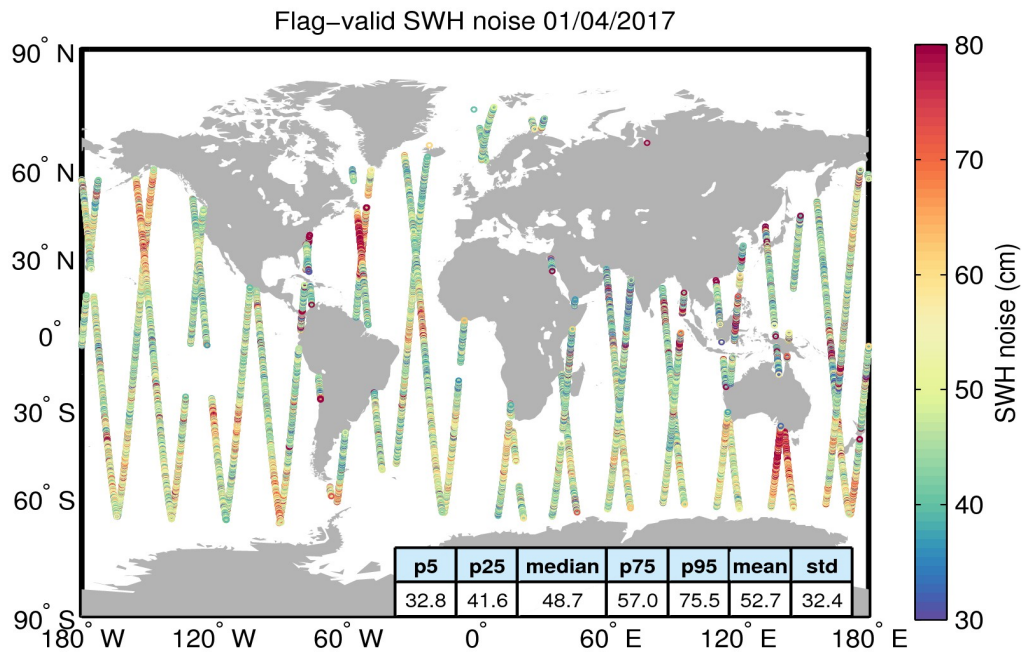 Flag−valid SWH noise 01/04/2017
90° N
60° N
30° N
0°
30° S
60° S
90° S
180° W
120° W
60° W
0°
60° E
120° E
180° E
p5 p25 median p75 p95 mean std
32.8 41.6 48.7 57.0 75.5 52.7 32.4
80
70
60
50
40
30
SWH noise (cm)